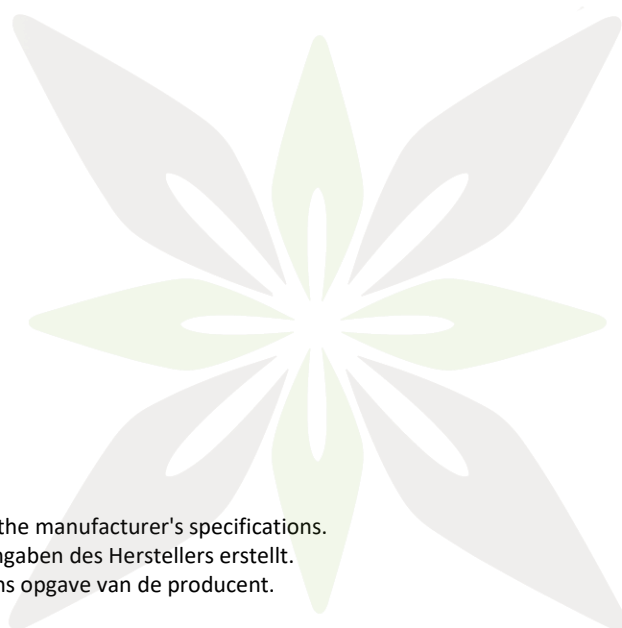 the manufacturer's specifications.
ngaben des Herstellers erstellt.
ns opgave van de producent.